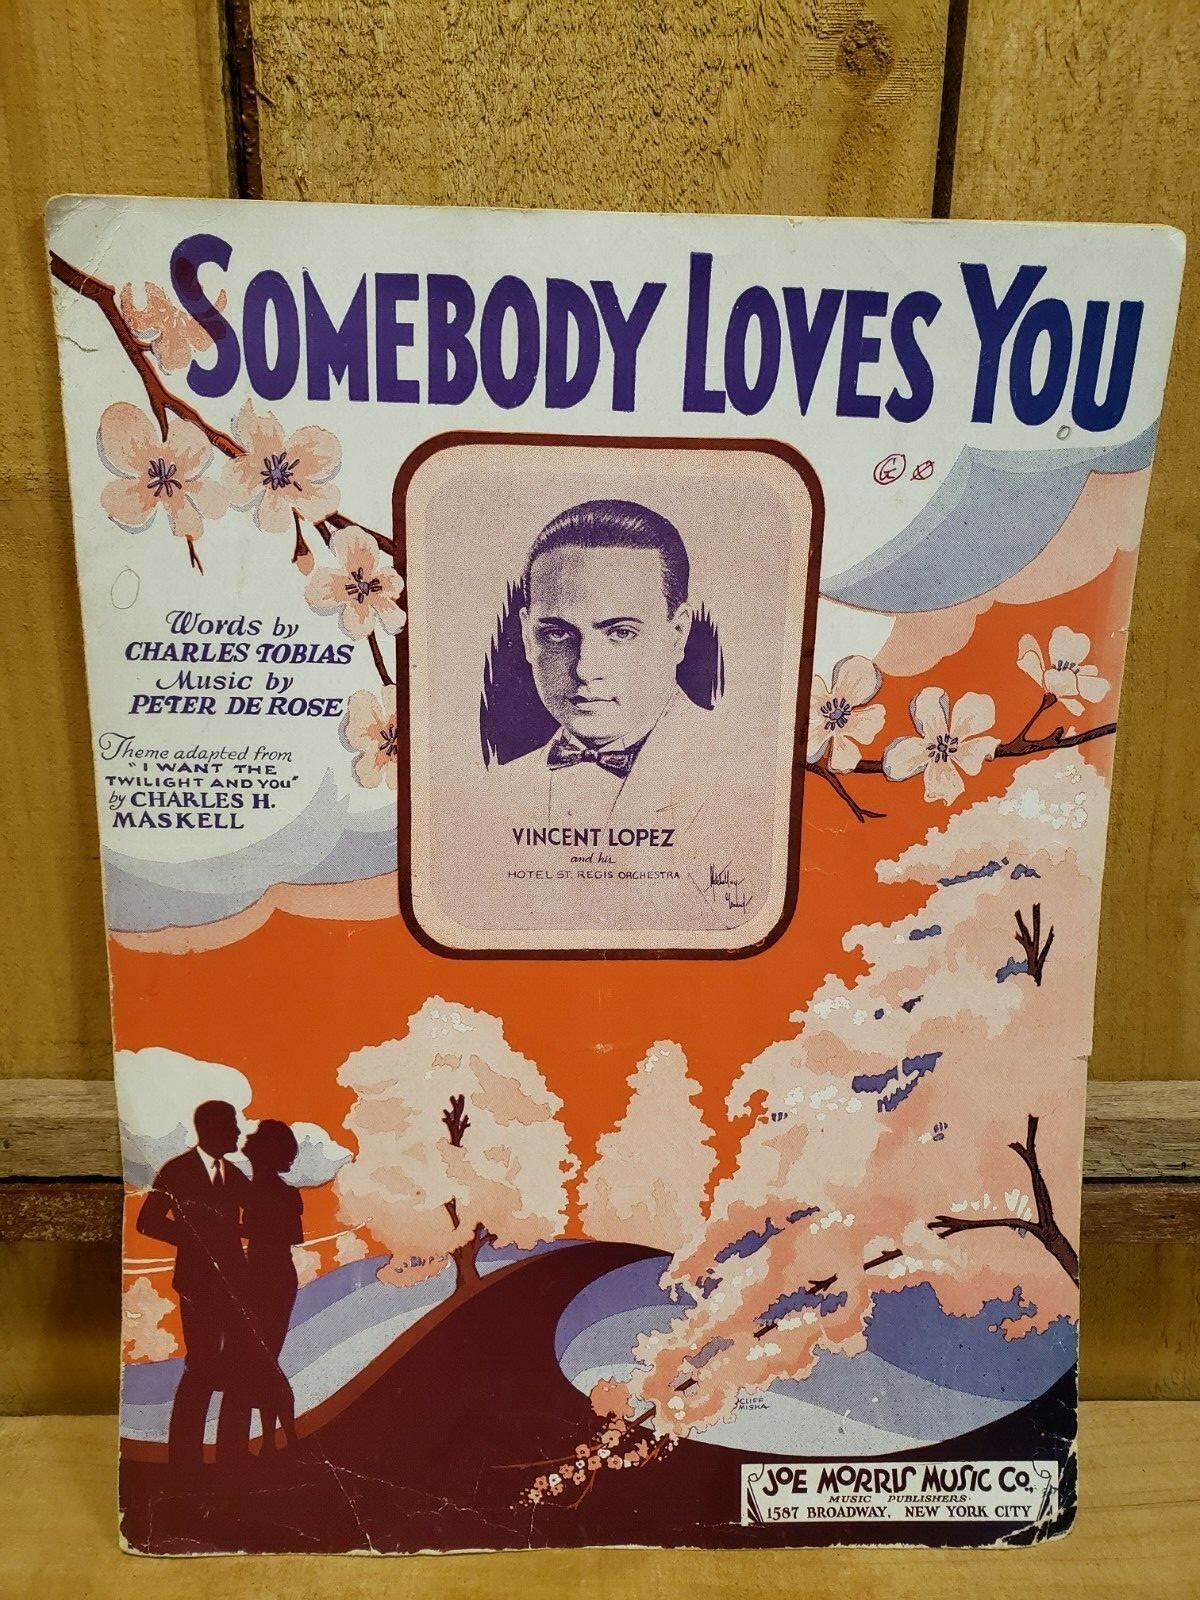 SOMEBODY LOVES YOU
Words by
CHARLES TOBIAS
Music by
PETER DE ROSE
Theme adapted from
"I WANT THE
TWILIGHT AND YOU"
by CHARLES H.
MASKELL
VINCENT LOPEZ
and his
HOTEL ST. REGIS ORCHESTRA
CLIFF
MISKA
JOE MORRIS MUSIC CO.,
MUSIC PUBLISHERS
1587 BROADWAY, NEW YORK CITY